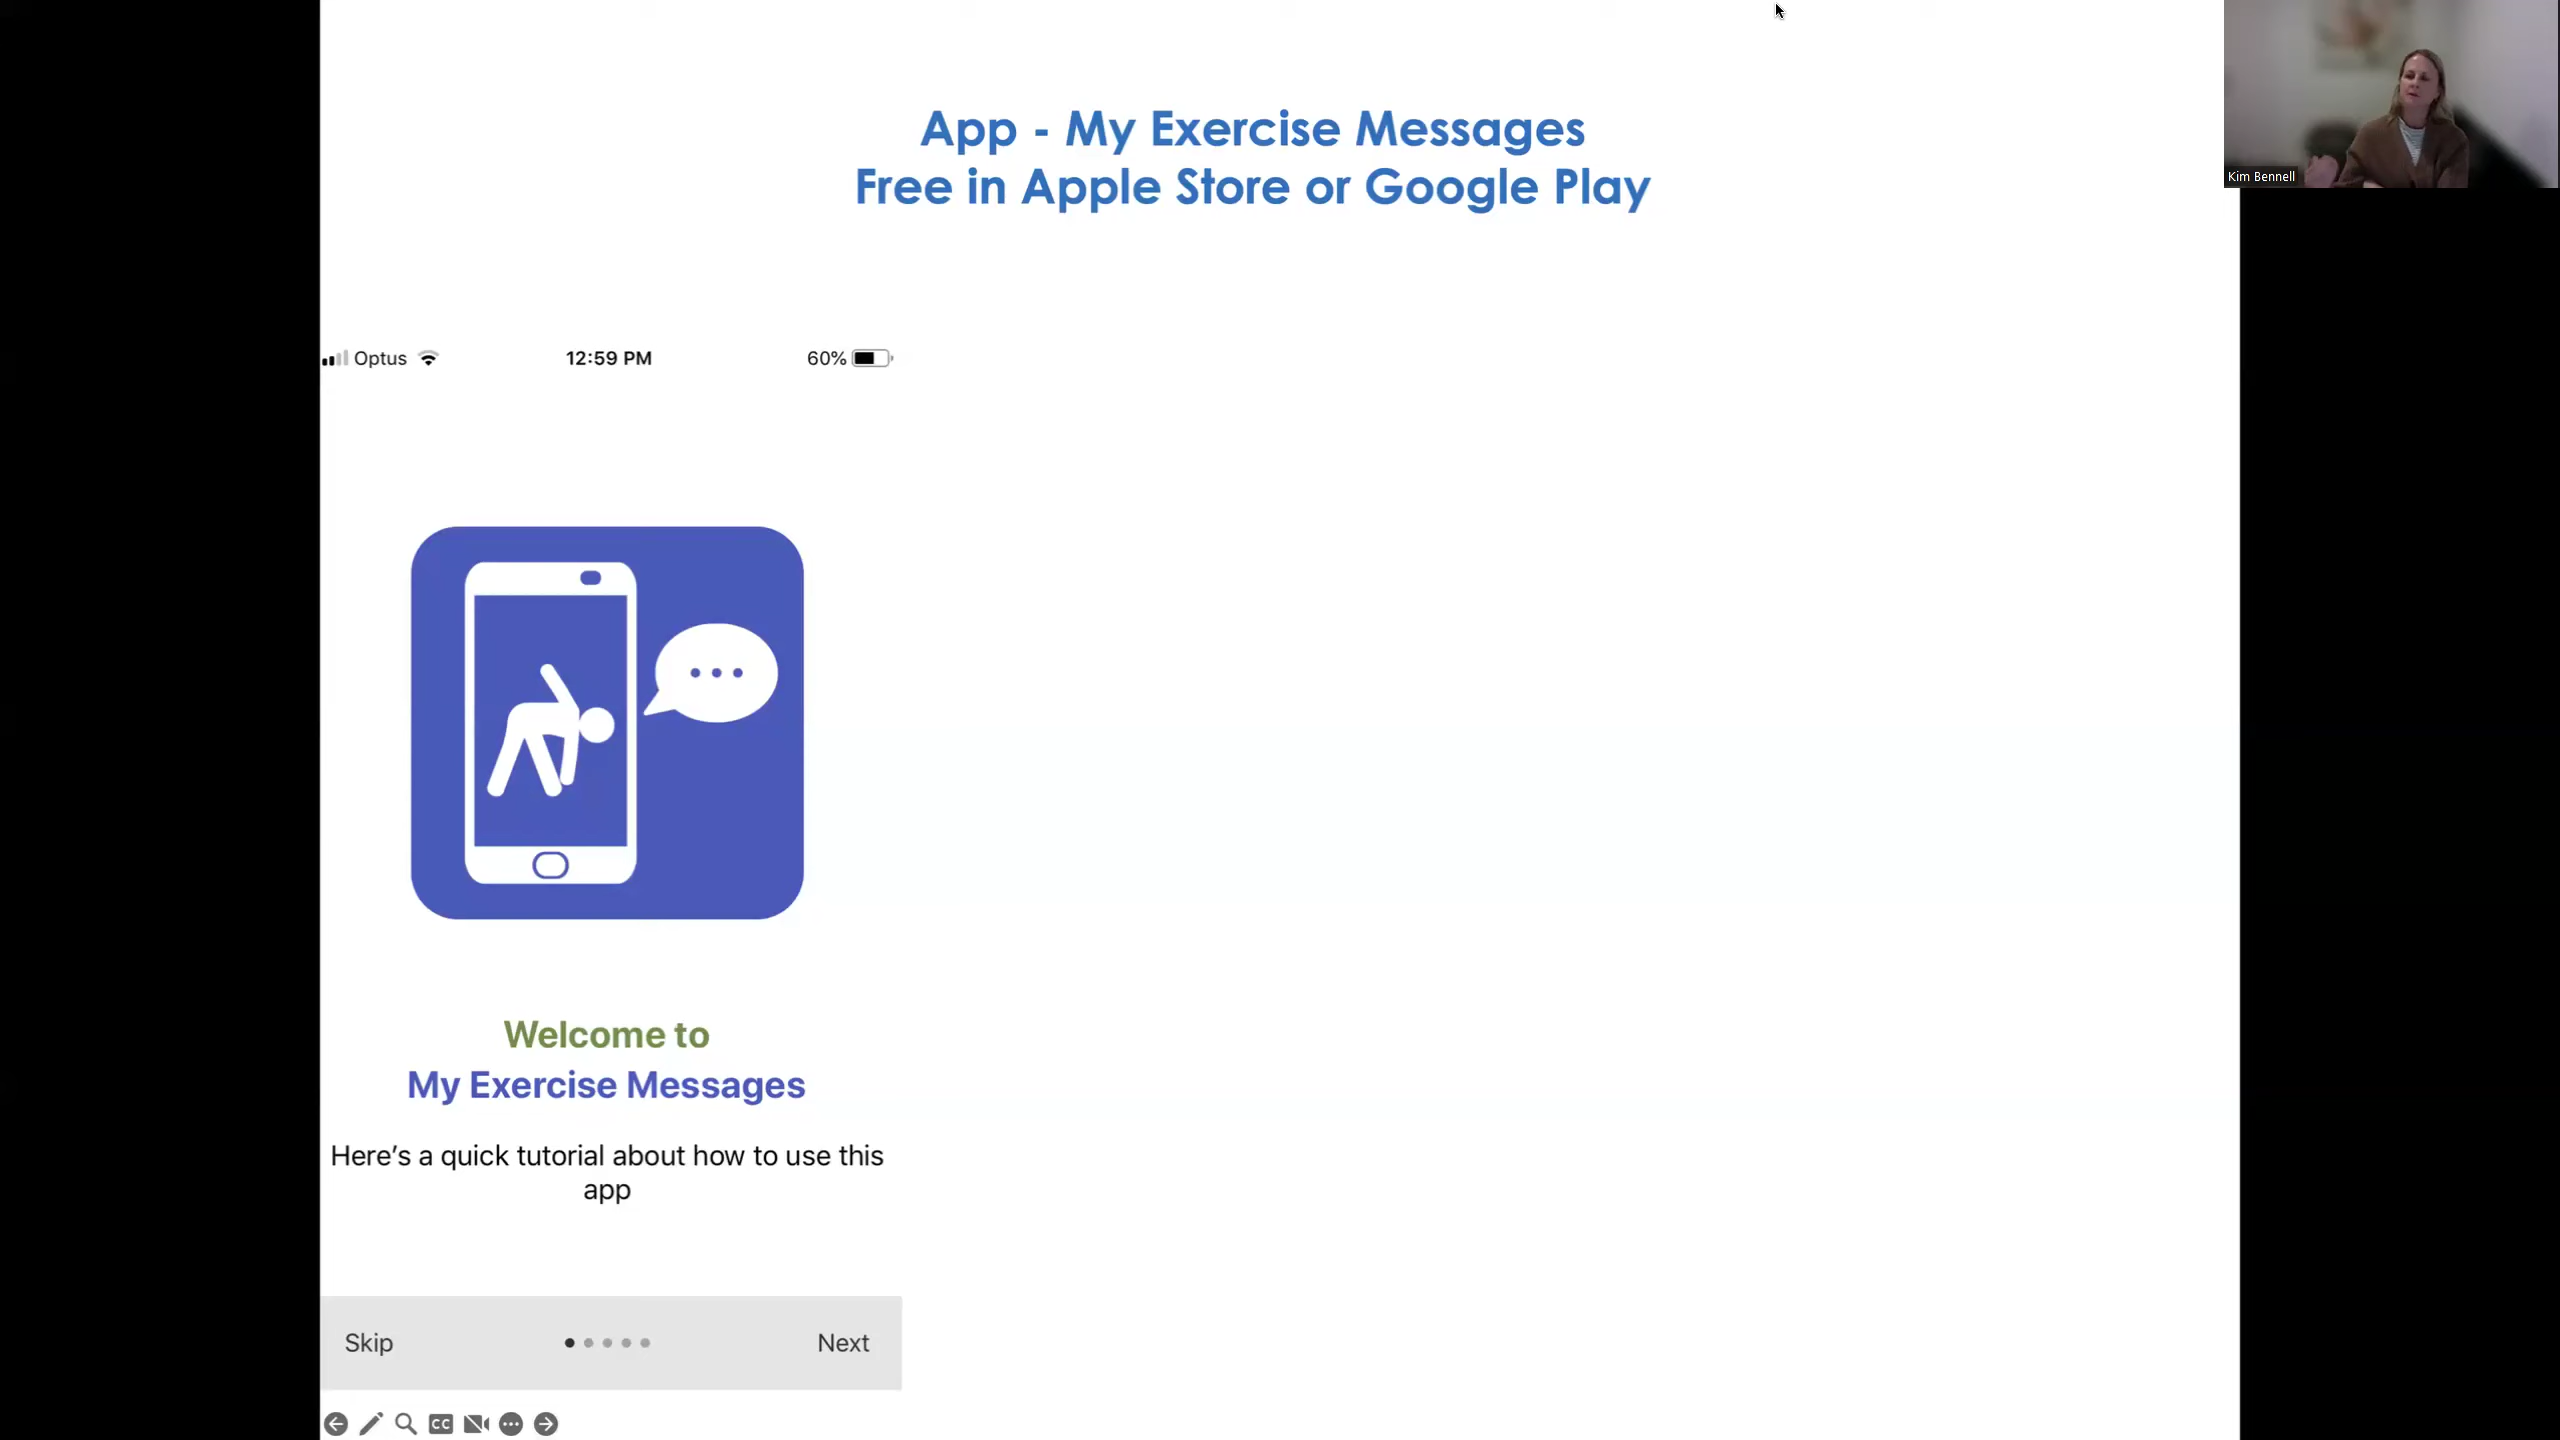 App - My Exercise Messages
Free in Apple Store or Google Play
Kim Bennell
Optus 12:59 PM 60%
Welcome to
My Exercise Messages
Here's a quick tutorial about how to use this
app
Skip Next
CC